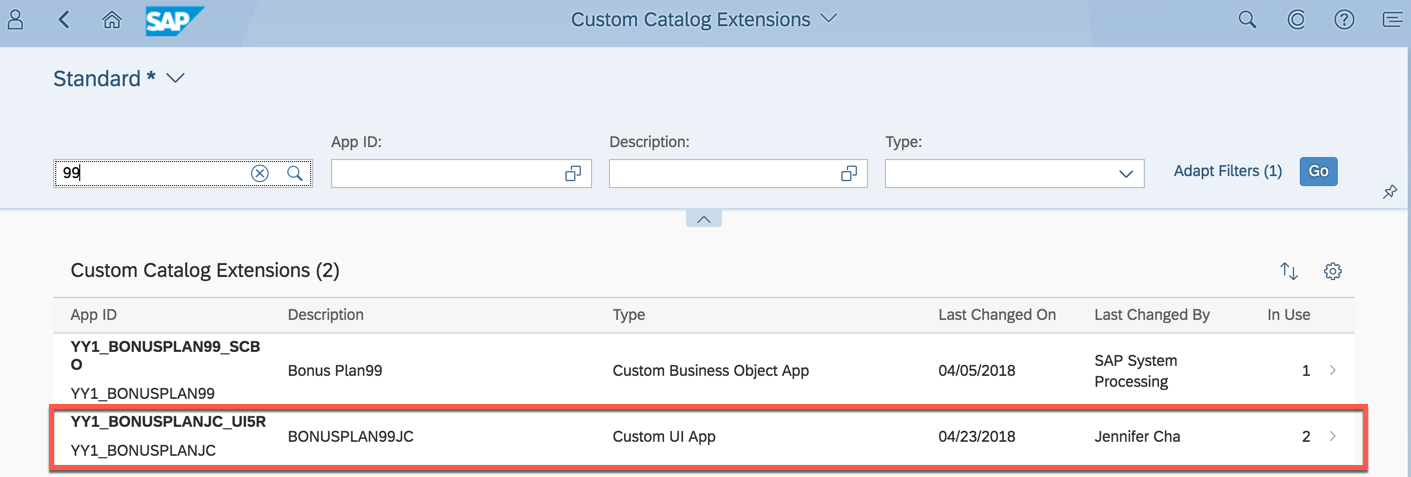 SAP
Custom Catalog Extensions
Standard *
App ID:
Description:
Type:
99
Adapt Filters (1)
Go
Custom Catalog Extensions (2)
App ID Description Type Last Changed On Last Changed By In Use
YY1_BONUSPLAN99_SCB
O
YY1_BONUSPLAN99
Bonus Plan99
Custom Business Object App
04/05/2018
SAP System
Processing
1
YY1_BONUSPLANJC_UI5R
YY1_BONUSPLANJC
BONUSPLAN99JC
Custom UI App
04/23/2018
Jennifer Cha
2